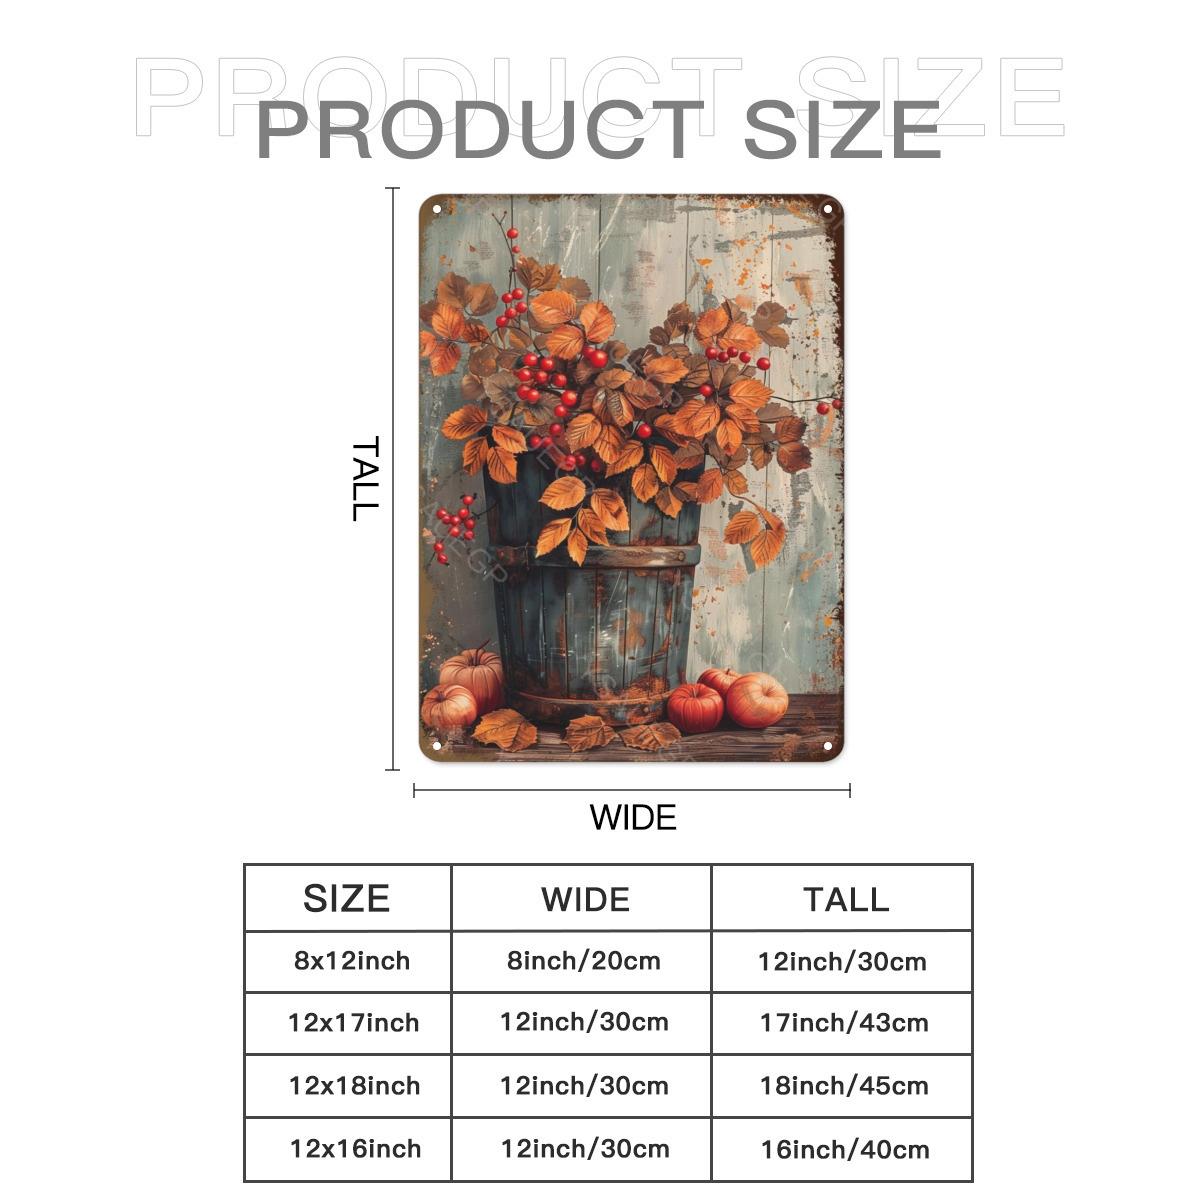 PRODUCT SIZE
PRODUCT SIZE
TALL
WIDE
SIZE WIDE TALL
8x12inch 8inch/20cm 12inch/30cm
12x17inch 12inch/30cm 17inch/43cm
12x18inch 12inch/30cm 18inch/45cm
12x16inch 12inch/30cm 16inch/40cm